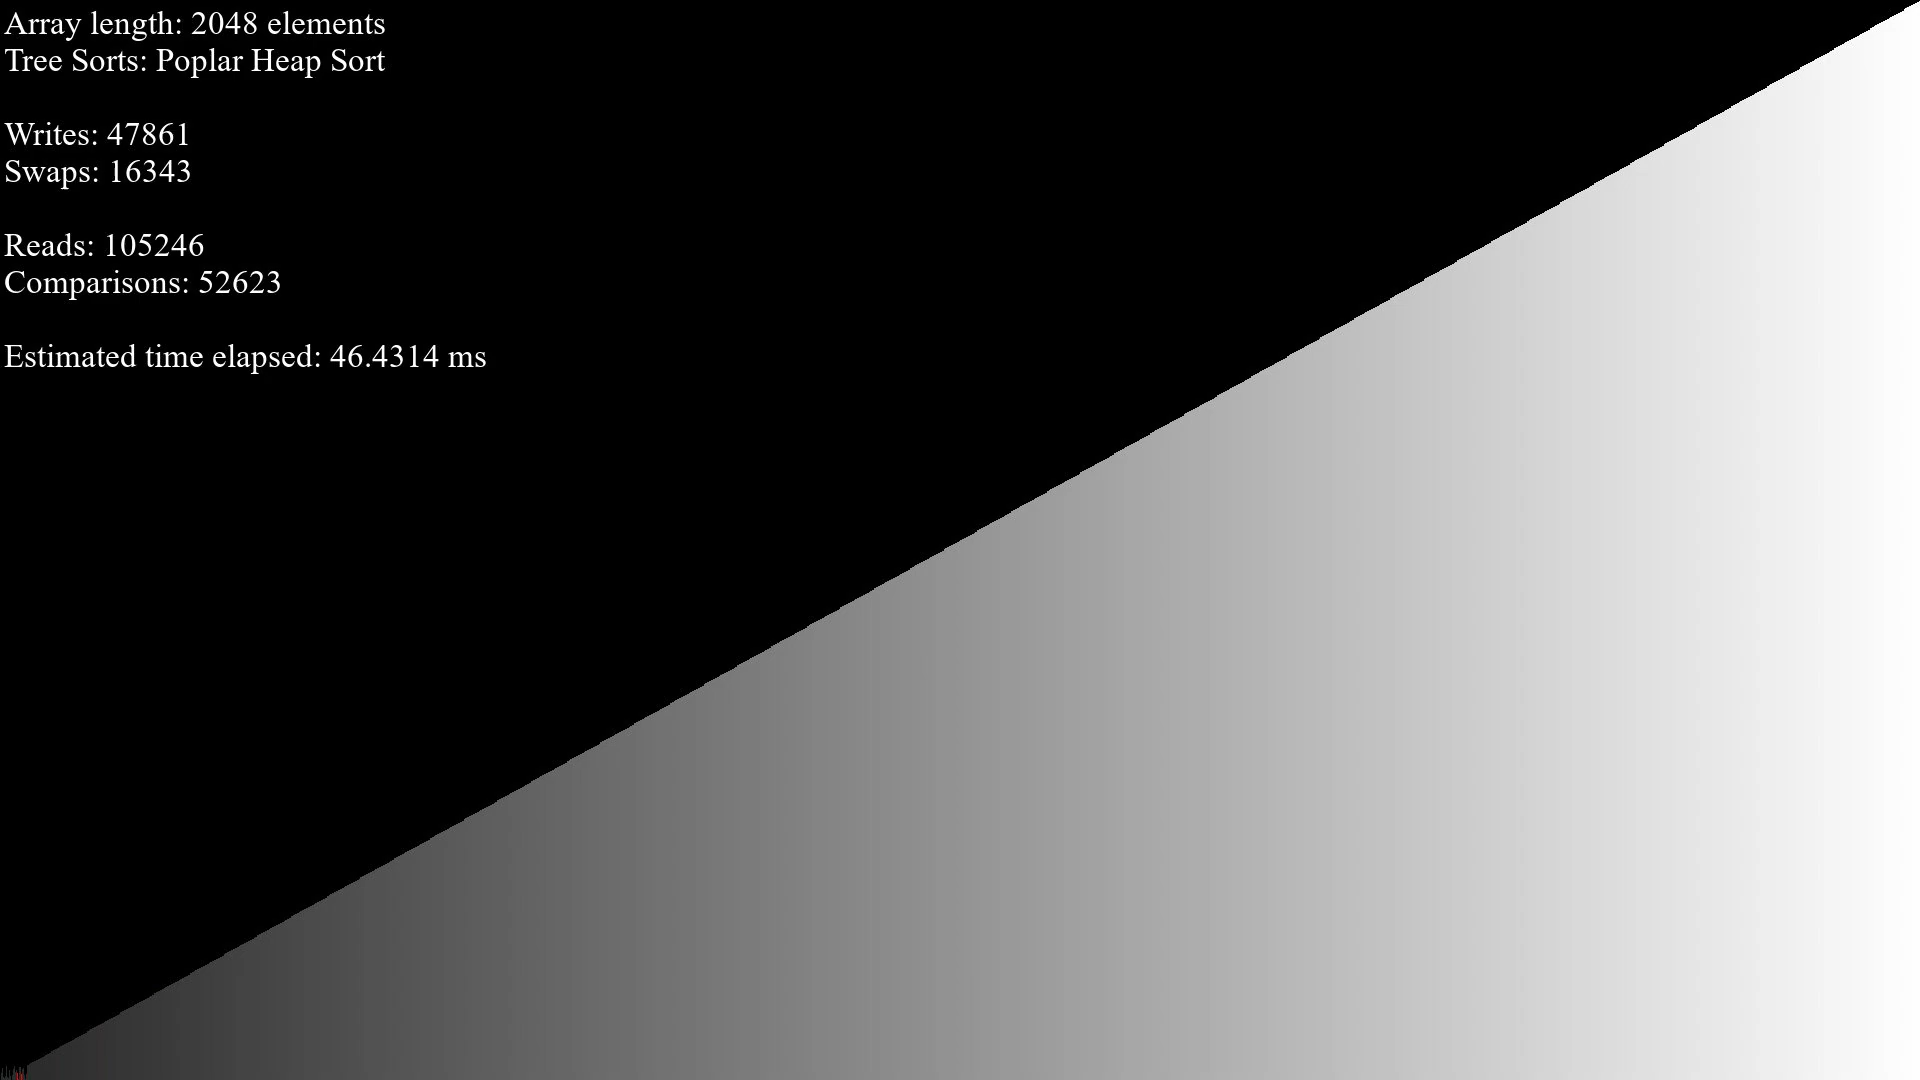 Array length: 2048 elements
Tree Sorts: Poplar Heap Sort
Writes: 47861
Swaps: 16343
Reads: 105246
Comparisons: 52623
Estimated time elapsed: 46.4314 ms